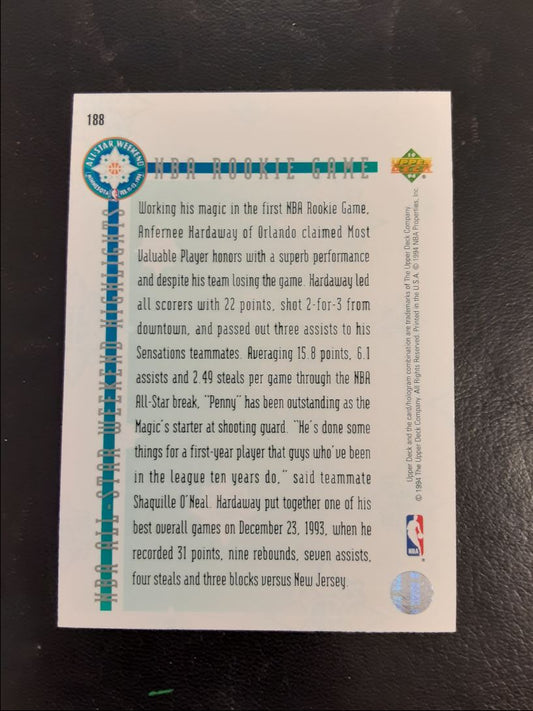 188
ALL-STAR WEEKEND
MINNESOTA
NBA ROOKIE GAME
UPPER DECK
NBA ALL-STAR WEEKEND HIGHLIGHTS
Working his magic in the first NBA Rookie Game,
Anfernee Hardaway of Orlando claimed Most
Valuable Player honors with a superb performance
and despite his team losing the game. Hardaway led
all scorers with 22 points, shot 2-for-3 from
downtown, and passed out three assists to his
Sensations teammates. Averaging 15.8 points, 6.1
assists and 2.49 steals per game through the NBA
All-Star break, "Penny" has been outstanding as the
Magic's starter at shooting guard. "He's done some
things for a first-year player that guys who've been
in the league ten years do," said teammate
Shaquille O'Neal. Hardaway put together one of his
best overall games on December 23, 1993, when he
recorded 31 points, nine rebounds, seven assists,
four steals and three blocks versus New Jersey.
Upper Deck and the card/hologram combination are trademarks of The Upper Deck Company.
© 1994 The Upper Deck Company. All Rights Reserved. Printed in the U.S.A. © 1994 NBA Properties, Inc.
NBA